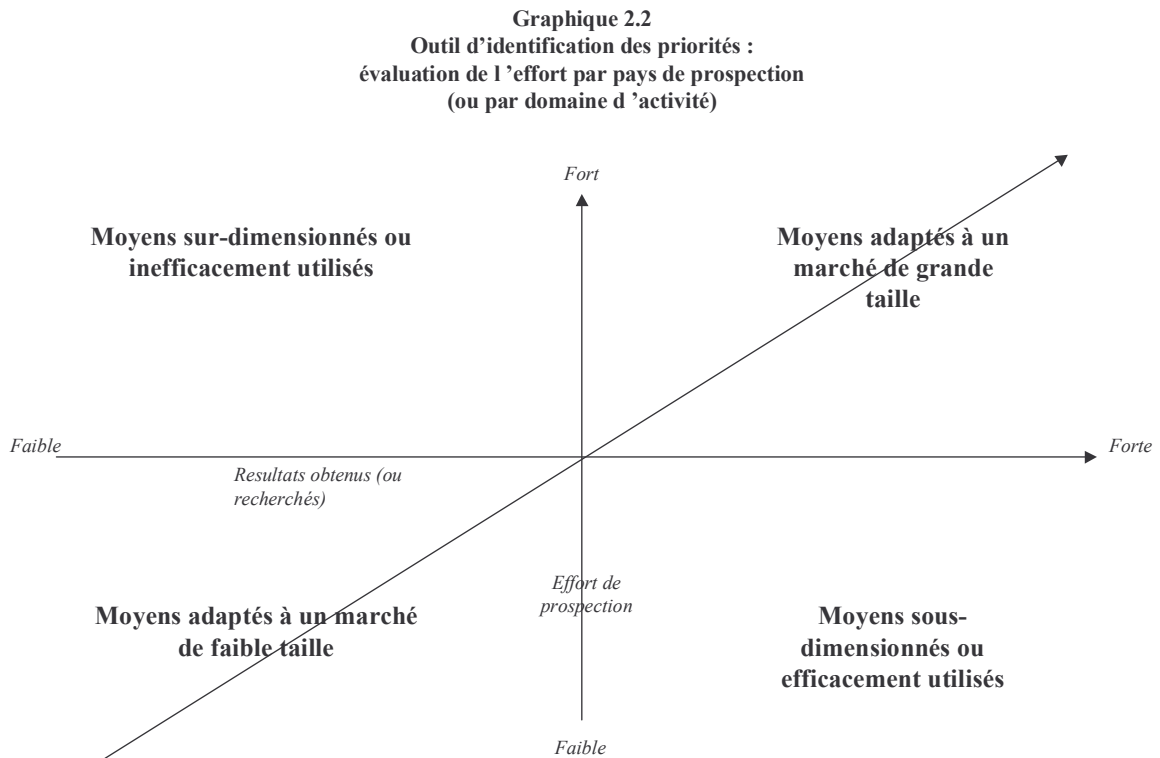 Graphique 2.2
Outil d’identification des priorités :
évaluation de l ’effort par pays de prospection
(ou par domaine d ’activité)
Fort
Moyens sur-dimensionnés ou
inefficacement utilisés
Moyens adaptés à un
marché de grande
taille
Faible
Forte
Resultats obtenus (ou
recherchés)
Effort de
prospection
Moyens adaptés à un marché
de faible taille
Moyens sous-
dimensionnés ou
efficacement utilisés
Faible